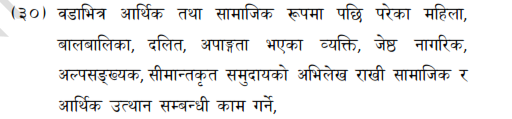 (३०) वडाभित्र आर्थिक तथा सामाजिक रूपमा पछि परेका महिला,
बालबालिका, दलित, अपाङ्गता भएका व्यक्ति, जेष्ठ नागरिक,
अल्पसङ्ख्यक, सीमान्तकृत समुदायको अभिलेख राखी सामाजिक र
आर्थिक उत्थान सम्बन्धी काम गर्ने,